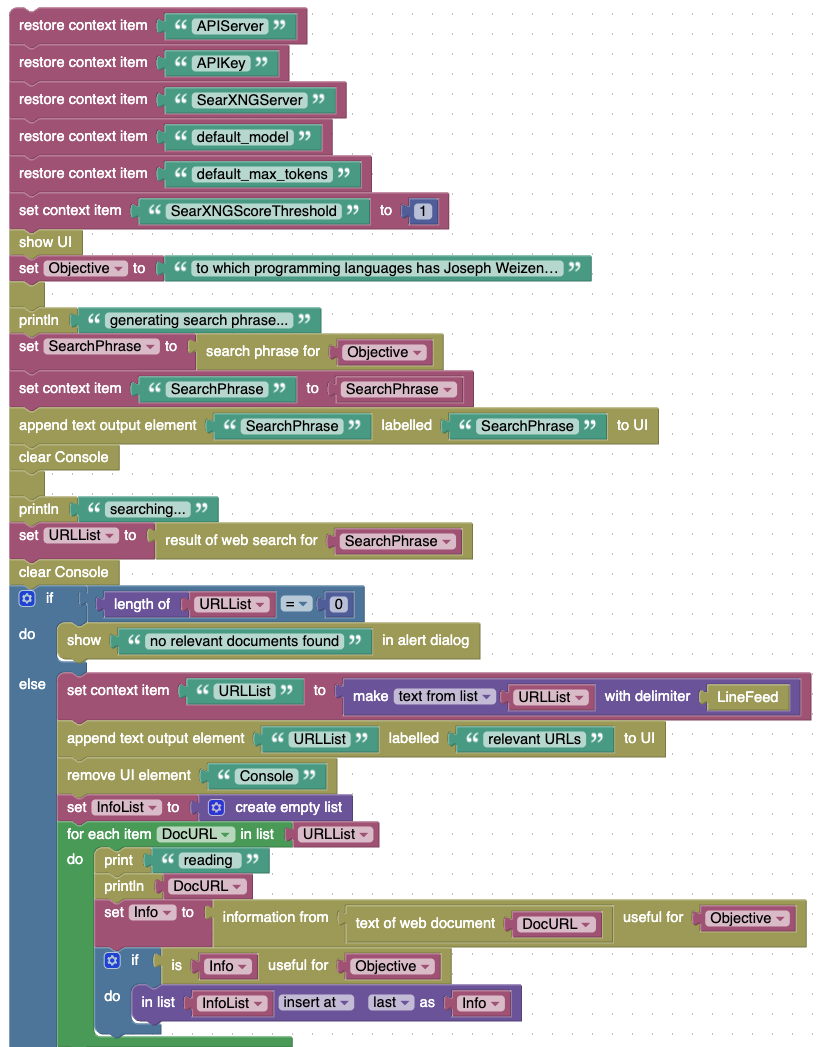 restore context item “ APIServer ”
restore context item “ APIKey ”
restore context item “ SearXNGServer ”
restore context item “ default_model ”
restore context item “ default_max_tokens ”
set context item “ SearXNGScoreThreshold ” to 1
show UI
set Objective to “ to which programming languages has Joseph Weizen… ”
println “ generating search phrase... ”
set SearchPhrase to search phrase for Objective
set context item “ SearchPhrase ” to SearchPhrase
append text output element “ SearchPhrase ” labelled “ SearchPhrase ” to UI
clear Console
println “ searching... ”
set URLList to result of web search for SearchPhrase
clear Console
if length of URLList = 0
do show “ no relevant documents found ” in alert dialog
else set context item “ URLList ” to make text from list URLList with delimiter LineFeed
append text output element “ URLList ” labelled “ relevant URLs ” to UI
remove UI element “ Console ”
set InfoList to create empty list
for each item DocURL in list URLList
do print “ reading ”
println DocURL
set Info to information from text of web document DocURL useful for Objective
if is Info useful for Objective
do in list InfoList insert at last as Info